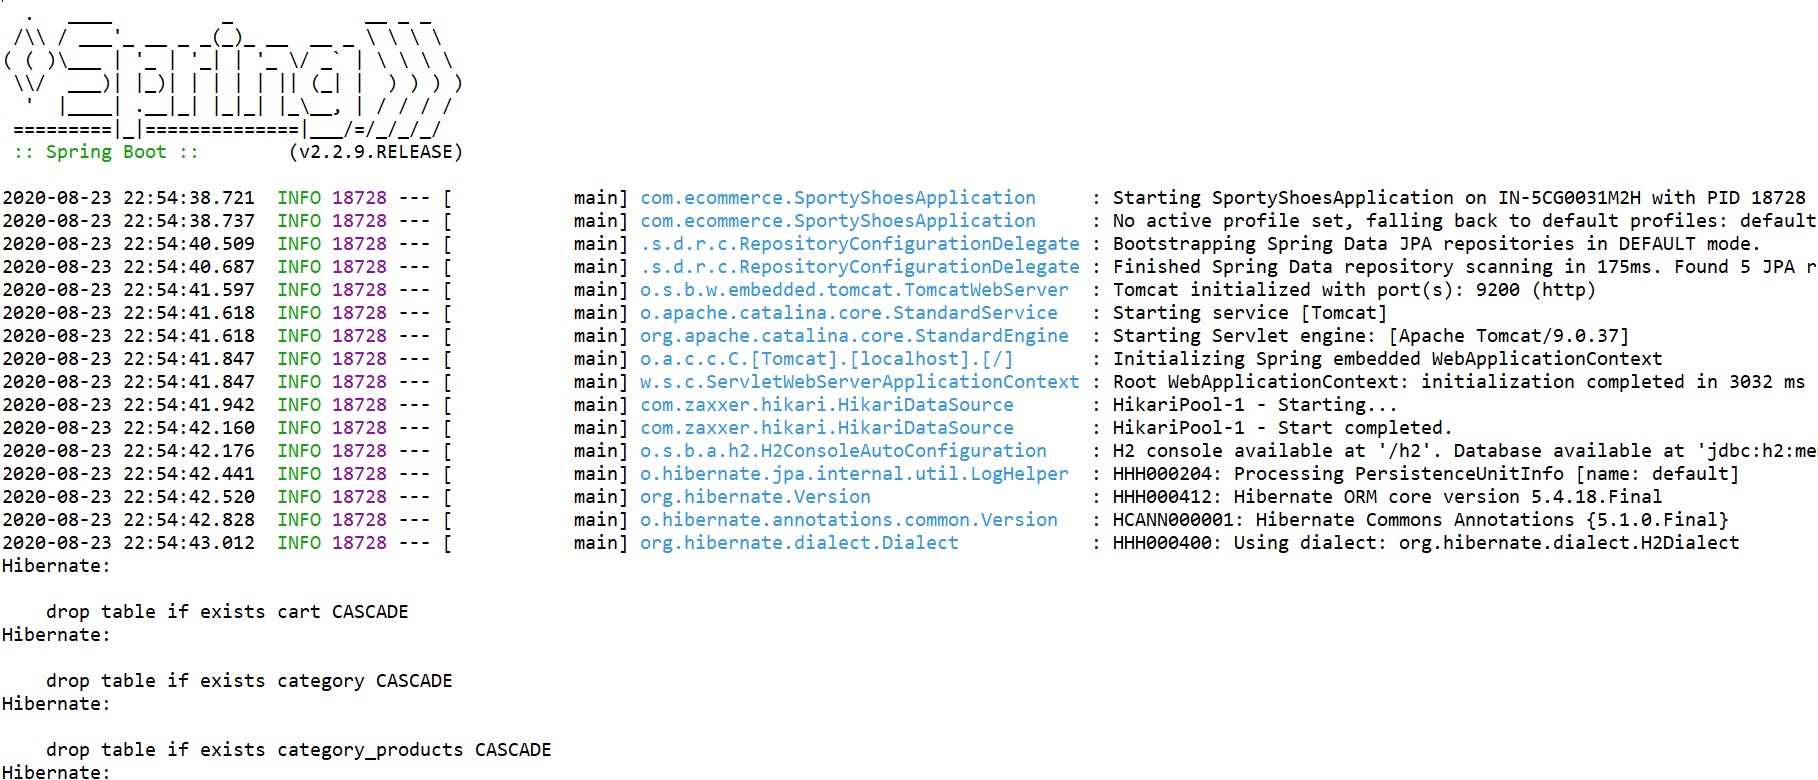 .   ____          _            __ _ _
 /\\ / ___'_ __ _ _(_)_ __  __ _ \ \ \ \
( ( )\___ | '_ | '_| | '_ \/ _` | \ \ \ \
 \\/  ___)| |_)| | | | | || (_| |  ) ) ) )
  '  |____| .__|_| |_|_| |_\__, | / / / /
 =========|_|==============|___/=/_/_/_/
 :: Spring Boot ::        (v2.2.9.RELEASE)

2020-08-23 22:54:38.721  INFO 18728 --- [           main] com.ecommerce.SportyShoesApplication     : Starting SportyShoesApplication on IN-5CG0031M2H with PID 18728
2020-08-23 22:54:38.737  INFO 18728 --- [           main] com.ecommerce.SportyShoesApplication     : No active profile set, falling back to default profiles: default
2020-08-23 22:54:40.509  INFO 18728 --- [           main] .s.d.r.c.RepositoryConfigurationDelegate : Bootstrapping Spring Data JPA repositories in DEFAULT mode.
2020-08-23 22:54:40.687  INFO 18728 --- [           main] .s.d.r.c.RepositoryConfigurationDelegate : Finished Spring Data repository scanning in 175ms. Found 5 JPA r
2020-08-23 22:54:41.597  INFO 18728 --- [           main] o.s.b.w.embedded.tomcat.TomcatWebServer  : Tomcat initialized with port(s): 9200 (http)
2020-08-23 22:54:41.618  INFO 18728 --- [           main] o.apache.catalina.core.StandardService   : Starting service [Tomcat]
2020-08-23 22:54:41.618  INFO 18728 --- [           main] org.apache.catalina.core.StandardEngine  : Starting Servlet engine: [Apache Tomcat/9.0.37]
2020-08-23 22:54:41.847  INFO 18728 --- [           main] o.a.c.c.C.[Tomcat].[localhost].[/]       : Initializing Spring embedded WebApplicationContext
2020-08-23 22:54:41.847  INFO 18728 --- [           main] w.s.c.ServletWebServerApplicationContext : Root WebApplicationContext: initialization completed in 3032 ms
2020-08-23 22:54:41.942  INFO 18728 --- [           main] com.zaxxer.hikari.HikariDataSource       : HikariPool-1 - Starting...
2020-08-23 22:54:42.160  INFO 18728 --- [           main] com.zaxxer.hikari.HikariDataSource       : HikariPool-1 - Start completed.
2020-08-23 22:54:42.176  INFO 18728 --- [           main] o.s.b.a.h2.H2ConsoleAutoConfiguration    : H2 console available at '/h2'. Database available at 'jdbc:h2:me
2020-08-23 22:54:42.441  INFO 18728 --- [           main] o.hibernate.jpa.internal.util.LogHelper  : HHH000204: Processing PersistenceUnitInfo [name: default]
2020-08-23 22:54:42.520  INFO 18728 --- [           main] org.hibernate.Version                    : HHH000412: Hibernate ORM core version 5.4.18.Final
2020-08-23 22:54:42.828  INFO 18728 --- [           main] o.hibernate.annotations.common.Version   : HCANN000001: Hibernate Commons Annotations {5.1.0.Final}
2020-08-23 22:54:43.012  INFO 18728 --- [           main] org.hibernate.dialect.Dialect            : HHH000400: Using dialect: org.hibernate.dialect.H2Dialect
Hibernate:

    drop table if exists cart CASCADE
Hibernate:

    drop table if exists category CASCADE
Hibernate:

    drop table if exists category_products CASCADE
Hibernate: